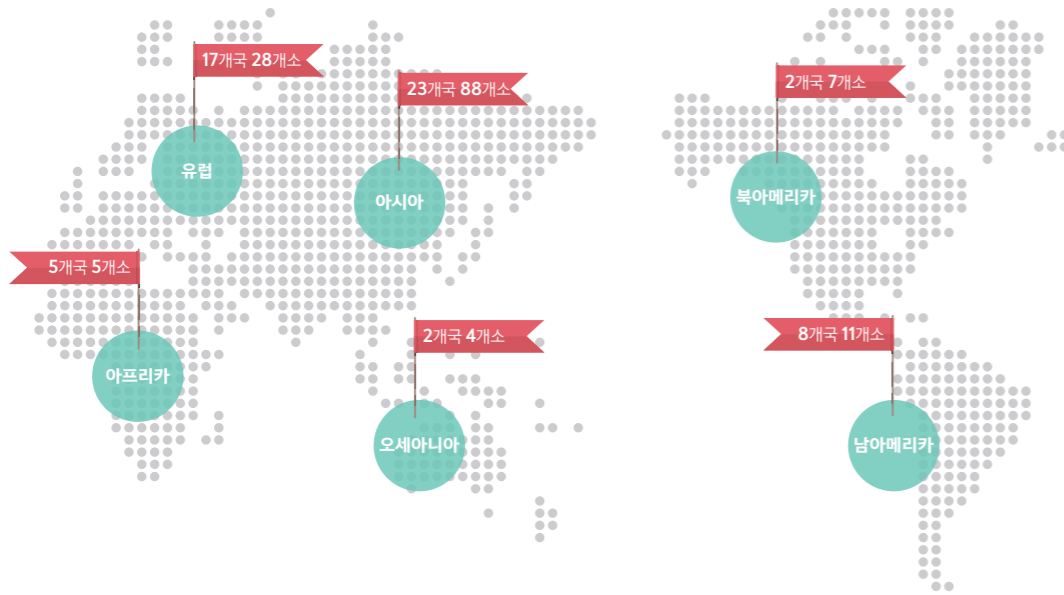 17개국 28개소
23개국 88개소
2개국 7개소
유럽
아시아
북아메리카
5개국 5개소
2개국 4개소
8개국 11개소
아프리카
오세아니아
남아메리카